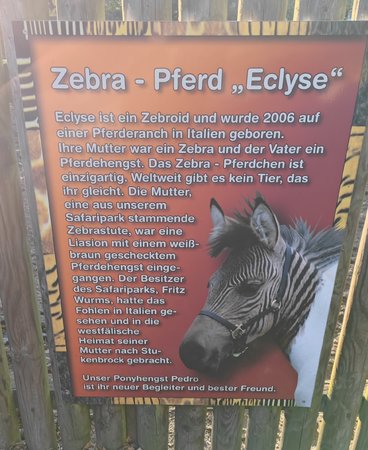 Zebra - Pferd „Eclyse“
Eclyse ist ein Zebroid und wurde 2006 auf
einer Pferderanch in Italien geboren.
Ihre Mutter war ein Zebra und der Vater ein
Pferdehengst. Das Zebra - Pferdchen ist
einzigartig. Weltweit gibt es kein Tier, das
ihr gleicht. Die Mutter,
eine aus unserem
Safaripark stammende
Zebrastute, war eine
Liasion mit einem weiß-
braun geschecktem
Pferdehengst einge-
gangen. Der Besitzer
des Safariparks, Fritz
Wurms, hatte das
Fohlen in Italien ge-
sehen und in die
westfälische
Heimat seiner
Mutter nach Stu-
kenbrock gebracht.
Unser Ponyhengst Pedro
ist ihr neuer Begleiter und bester Freund.